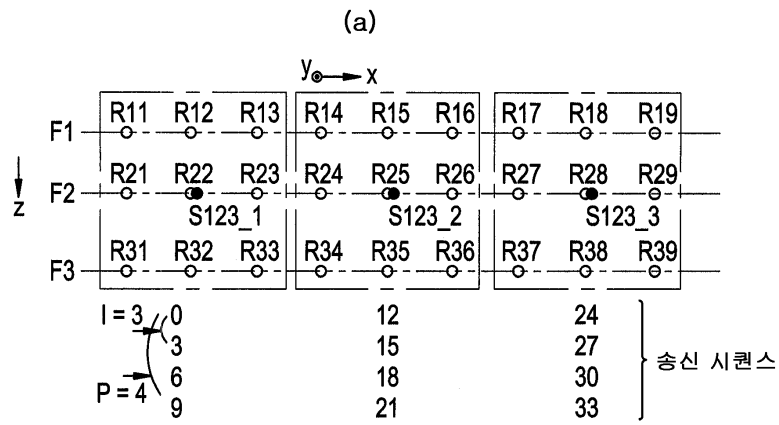 (a)
y x
R11 R12 R13 R14 R15 R16 R17 R18 R19
F1
R21 R22 R23 R24 R25 R26 R27 R28 R29
F2
z
S123_1 S123_2 S123_3
R31 R32 R33 R34 R35 R36 R37 R38 R39
F3
I = 3 0 12 24
3 15 27
송신 시퀀스
6 18 30
P = 4
9 21 33